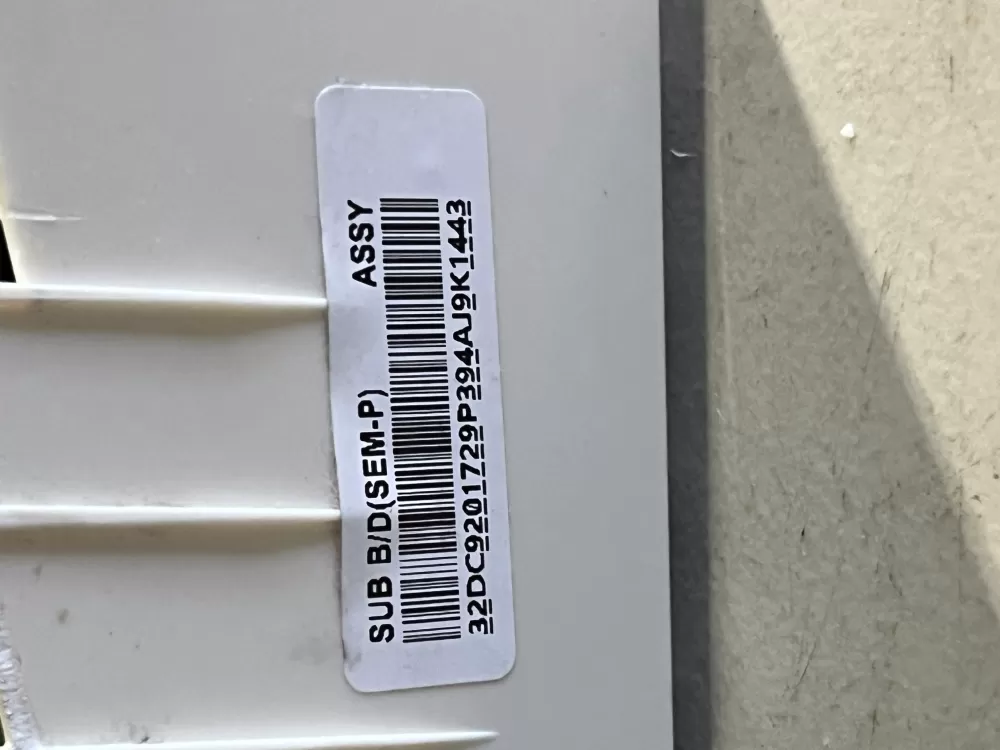 SUB B/D(SEM-P) ASSY
32DC9201729P394AJ9K1443